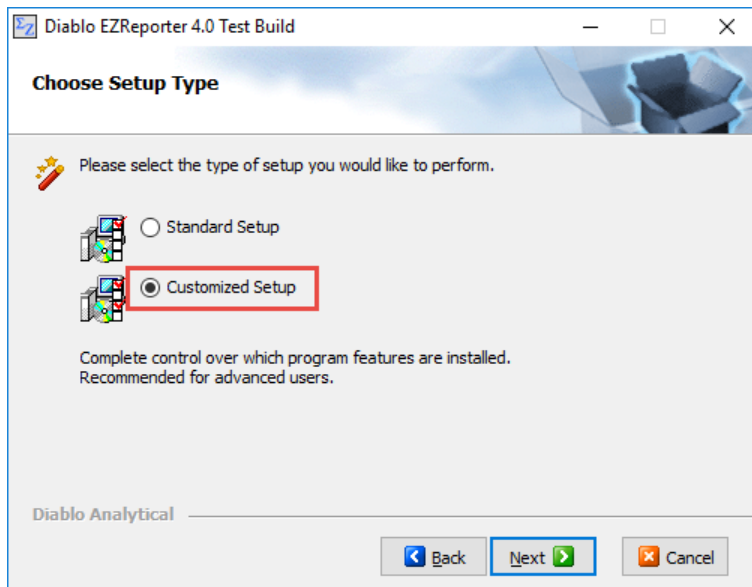 Diablo EZReporter 4.0 Test Build
Choose Setup Type
Please select the type of setup you would like to perform.
Standard Setup
Customized Setup
Complete control over which program features are installed.
Recommended for advanced users.
Diablo Analytical
Back Next Cancel